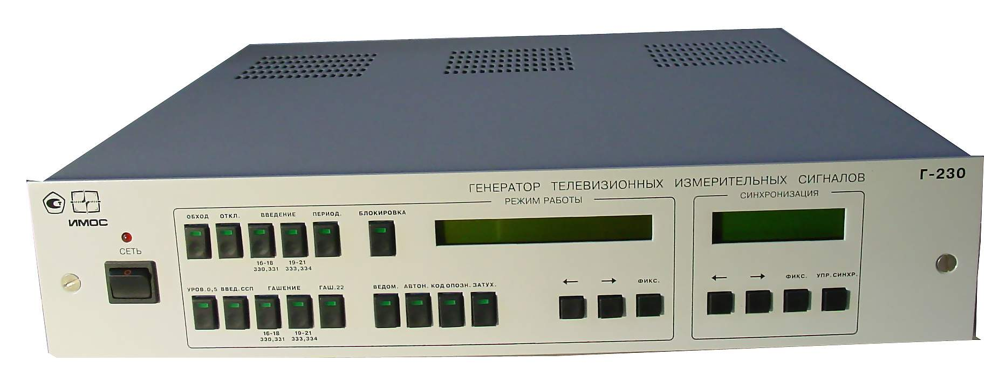 ГЕНЕРАТОР ТЕЛЕВИЗИОННЫХ ИЗМЕРИТЕЛЬНЫХ СИГНАЛОВ
Г-230
РЕЖИМ РАБОТЫ
СИНХРОНИЗАЦИЯ
Ст
ИМОС
СЕТЬ
O
ОБХОД ОТКЛ. ВВЕДЕНИЕ ПЕРИОД. БЛОКИРОВКА
16-18 19-21
330,331 333,334
УРОВ.0,5 ВВЕД.ССП ГАШЕНИЕ ГАШ.22 ВЕДОМ. АВТОН. КОД ОПОЗН. ЗАТУХ.
16-18 19-21
330,331 333,334
← → ФИКС.
← → ФИКС. УПР.СИНХР.